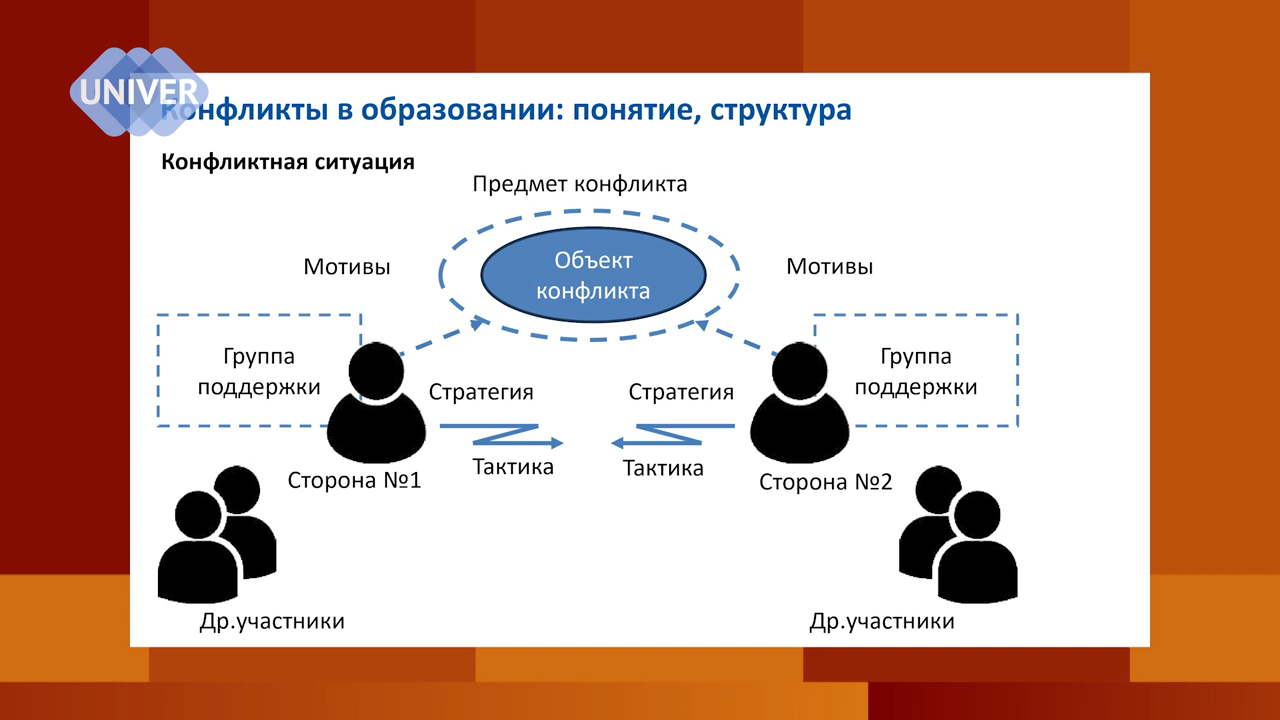 UNIVER
Конфликты в образовании: понятие, структура
Конфликтная ситуация
Предмет конфликта
Мотивы
Объект
конфликта
Мотивы
Группа
поддержки
Группа
поддержки
Стратегия
Стратегия
Тактика
Тактика
Сторона №1
Сторона №2
Др.участники
Др.участники